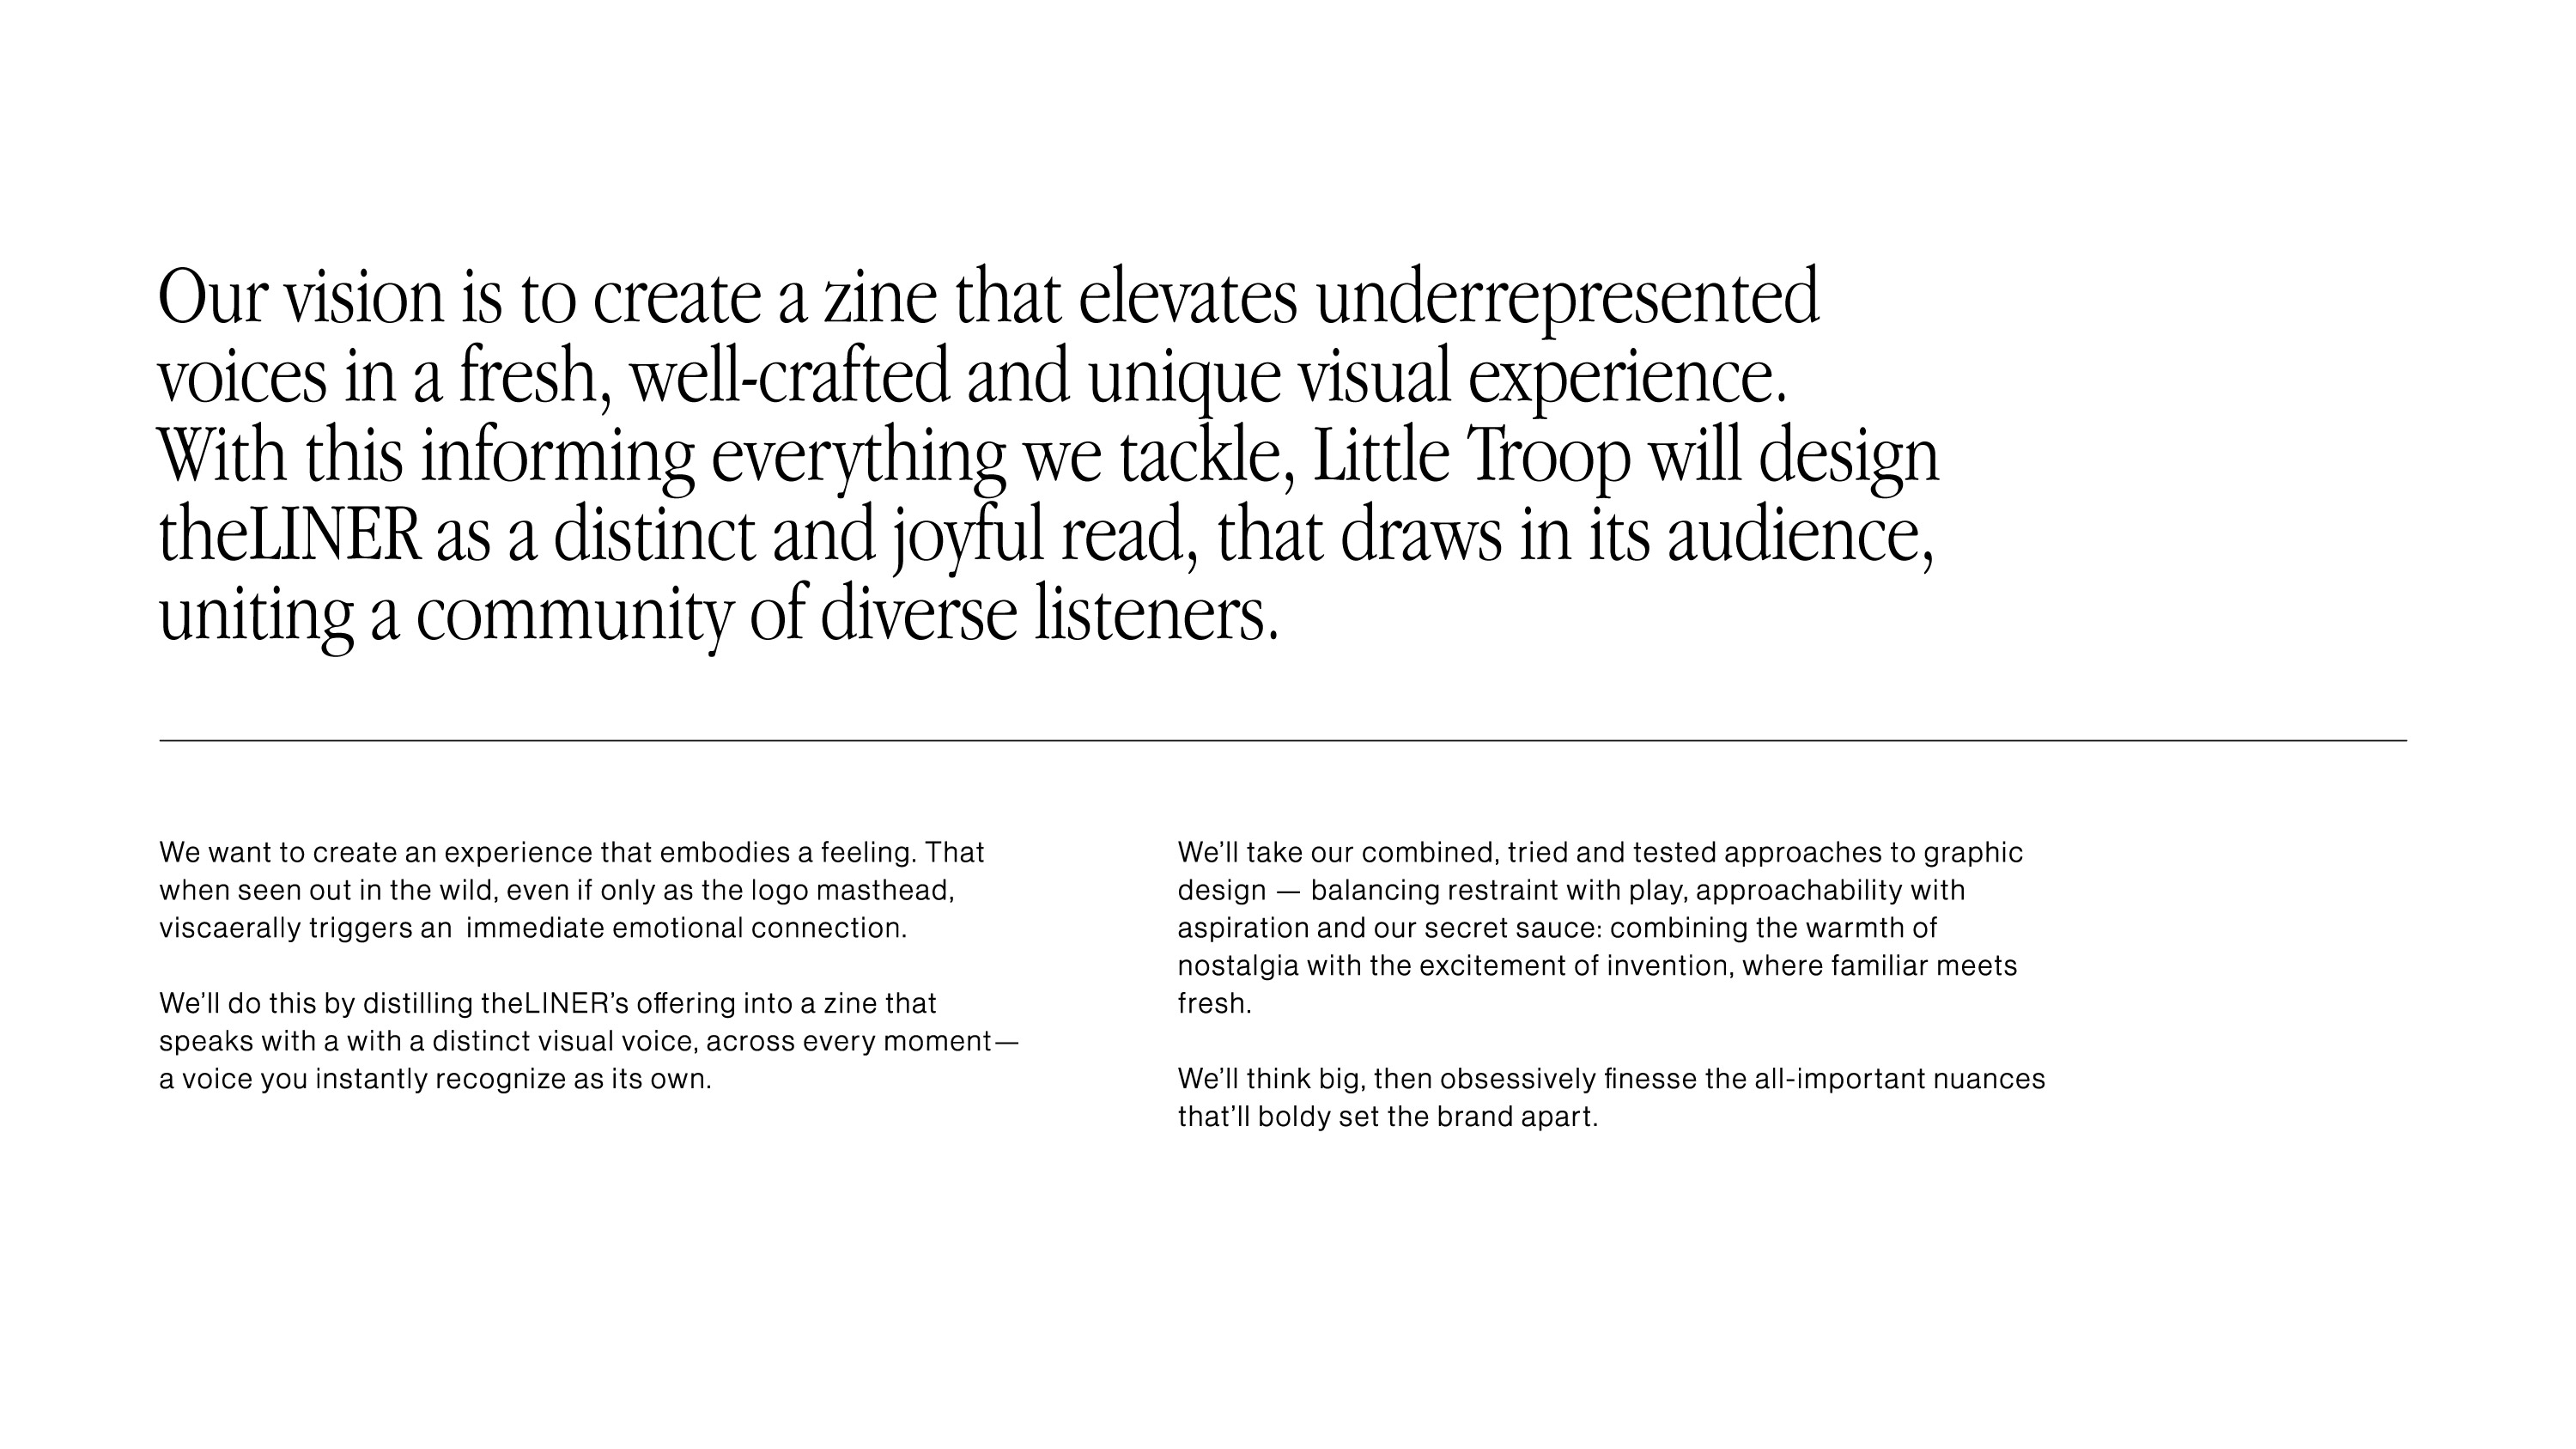 Our vision is to create a zine that elevates underrepresented
voices in a fresh, well-crafted and unique visual experience.
With this informing everything we tackle, Little Troop will design
theLINER as a distinct and joyful read, that draws in its audience,
uniting a community of diverse listeners.
We want to create an experience that embodies a feeling. That
when seen out in the wild, even if only as the logo masthead,
viscaerally triggers an  immediate emotional connection.
We’ll do this by distilling theLINER’s offering into a zine that
speaks with a with a distinct visual voice, across every moment—
a voice you instantly recognize as its own.
We’ll take our combined, tried and tested approaches to graphic
design — balancing restraint with play, approachability with
aspiration and our secret sauce: combining the warmth of
nostalgia with the excitement of invention, where familiar meets
fresh.
We’ll think big, then obsessively finesse the all-important nuances
that’ll boldy set the brand apart.